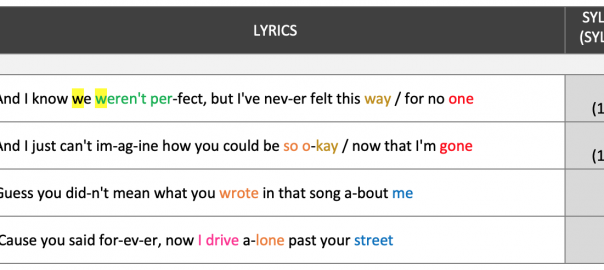 LYRICS
SYL
(SYL
And I know we weren't per-fect, but I've nev-er felt this way / for no one
(1
And I just can't im-ag-ine how you could be so o-kay / now that I'm gone
(1
Guess you did-n't mean what you wrote in that song a-bout me
'Cause you said for-ev-er, now I drive a-lone past your street